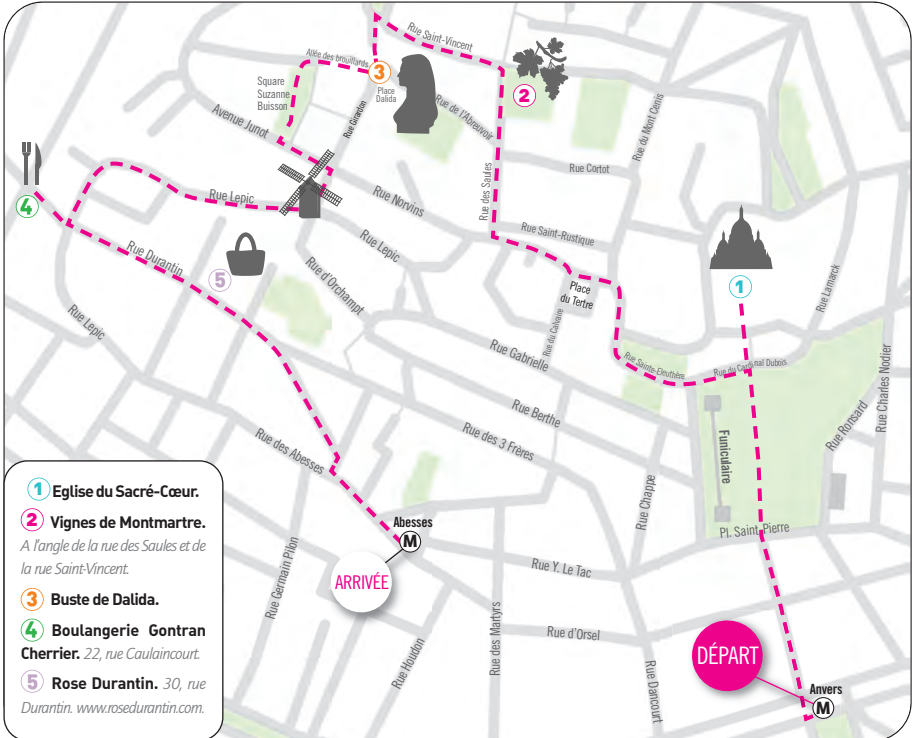 Rue Saint-Vincent
Allée des brouillards
3
Place
Dalida
2
Square
Suzanne
Buisson
Rue Girardon
Rue de l'Abreuvoir
Rue du Mont Cenis
Avenue Junot
Rue Cortot
4
Rue Lepic
Rue Norvins
Rue des Saules
Rue Saint-Rustique
Rue Durantin
5
Rue Lepic
Rue d'Orchampt
1
Place
du Tertre
Rue Lamarck
Rue Lepic
Rue du Calvaire
Rue Gabrielle
Rue Sainte-Eleuthère
Rue du Cardinal Dubois
Rue Charles Nodier
Rue Berthe
Rue des 3 Frères
Rue des Abesses
Funiculaire
Rue Ronsard
Rue Chappe
Pl. Saint-Pierre
Abesses
M
ARRIVÉE
Rue Germain Pilon
Rue Y. Le Tac
Rue d'Orsel
Rue des Martyrs
Rue Houdon
Rue Dancourt
DÉPART
Anvers
M
1 Eglise du Sacré-Cœur.
2 Vignes de Montmartre.
A l'angle de la rue des Saules et de
la rue Saint-Vincent.
3 Buste de Dalida.
4 Boulangerie Gontran
Cherrier. 22, rue Caulaincourt.
5 Rose Durantin. 30, rue
Durantin. www.rosedurantin.com.